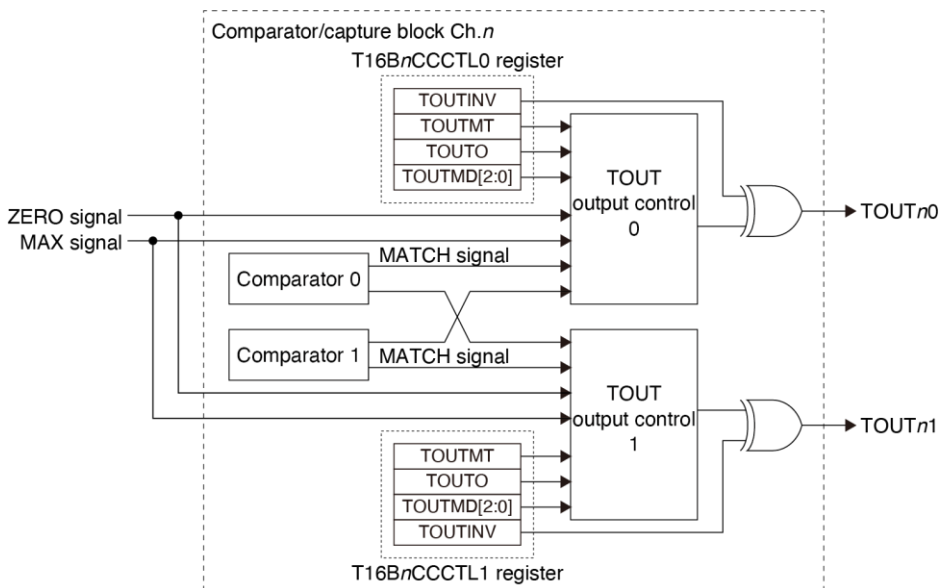 Comparator/capture block Ch.n
T16BnCCCTL0 register
TOUTINV
TOUTMT
TOUTO
TOUTMD[2:0]
TOUT
output control
0
TOUTn0
ZERO signal
MAX signal
MATCH signal
Comparator 0
Comparator 1
MATCH signal
TOUT
output control
1
TOUTn1
TOUTMT
TOUTO
TOUTMD[2:0]
TOUTINV
T16BnCCCTL1 register